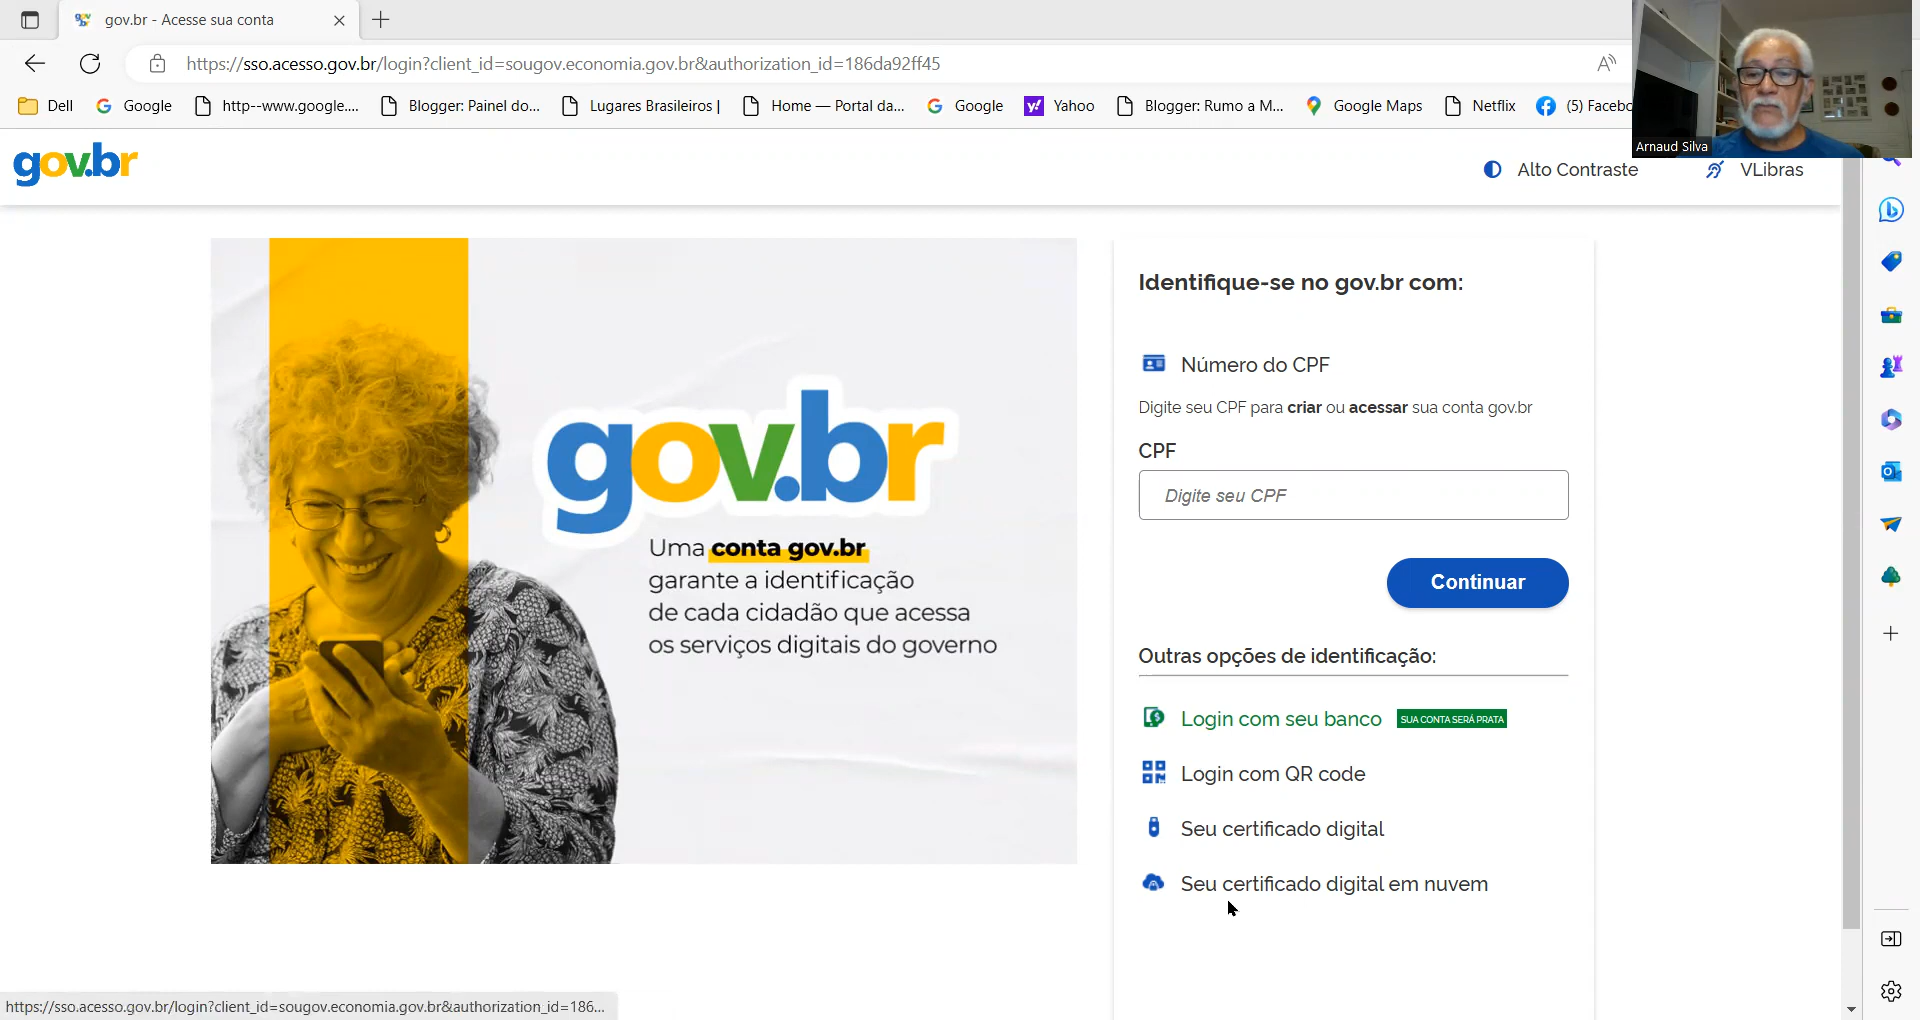 gov.br - Acesse sua conta
https://sso.acesso.gov.br/login?client_id=sougov.economia.gov.br&authorization_id=186da92ff45
Dell
Google
http--www.google....
Blogger: Painel do...
Lugares Brasileiros |
Home — Portal da...
Google
Yahoo
Blogger: Rumo a M...
Google Maps
Netflix
(5) Facebo
Arnaud Silva
gov.br
Alto Contraste
VLibras
gov.br
Uma conta gov.br
garante a identificação
de cada cidadão que acessa
os serviços digitais do governo
Identifique-se no gov.br com:
Número do CPF
Digite seu CPF para criar ou acessar sua conta gov.br
CPF
Digite seu CPF
Continuar
Outras opções de identificação:
Login com seu banco SUA CONTA SERÁ PRATA
Login com QR code
Seu certificado digital
Seu certificado digital em nuvem
https://sso.acesso.gov.br/login?client_id=sougov.economia.gov.br&authorization_id=186...